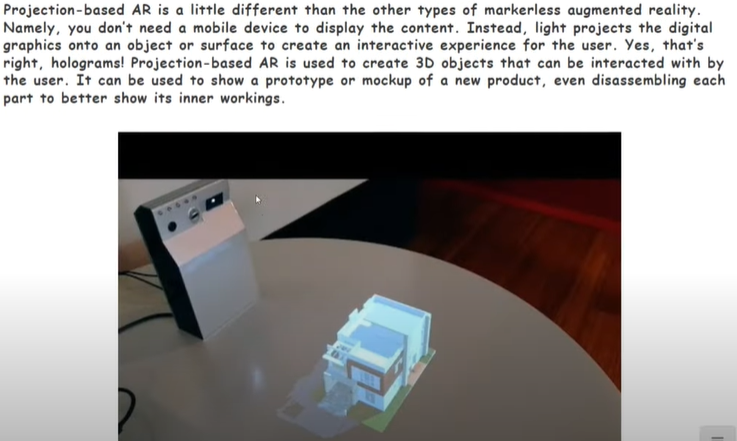 Projection-based AR is a little different than the other types of markerless augmented reality.
Namely, you don't need a mobile device to display the content. Instead, light projects the digital
graphics onto an object or surface to create an interactive experience for the user. Yes, that's
right, holograms! Projection-based AR is used to create 3D objects that can be interacted with by
the user. It can be used to show a prototype or mockup of a new product, even disassembling each
part to better show its inner workings.